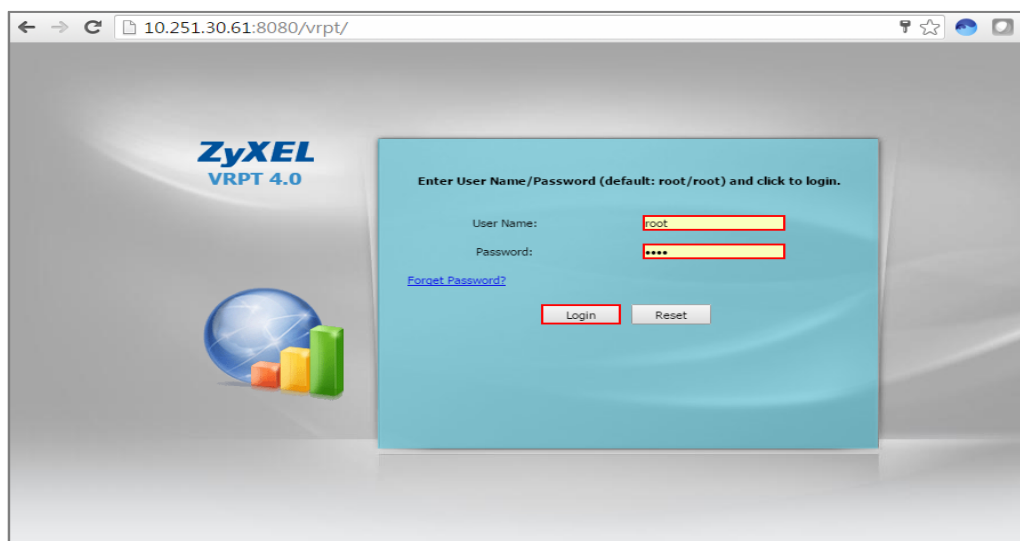 10.251.30.61:8080/vrpt/
ZyXEL
VRPT 4.0
Enter User Name/Password (default: root/root) and click to login.
User Name:
root
Password:
••••
Forget Password?
Login
Reset